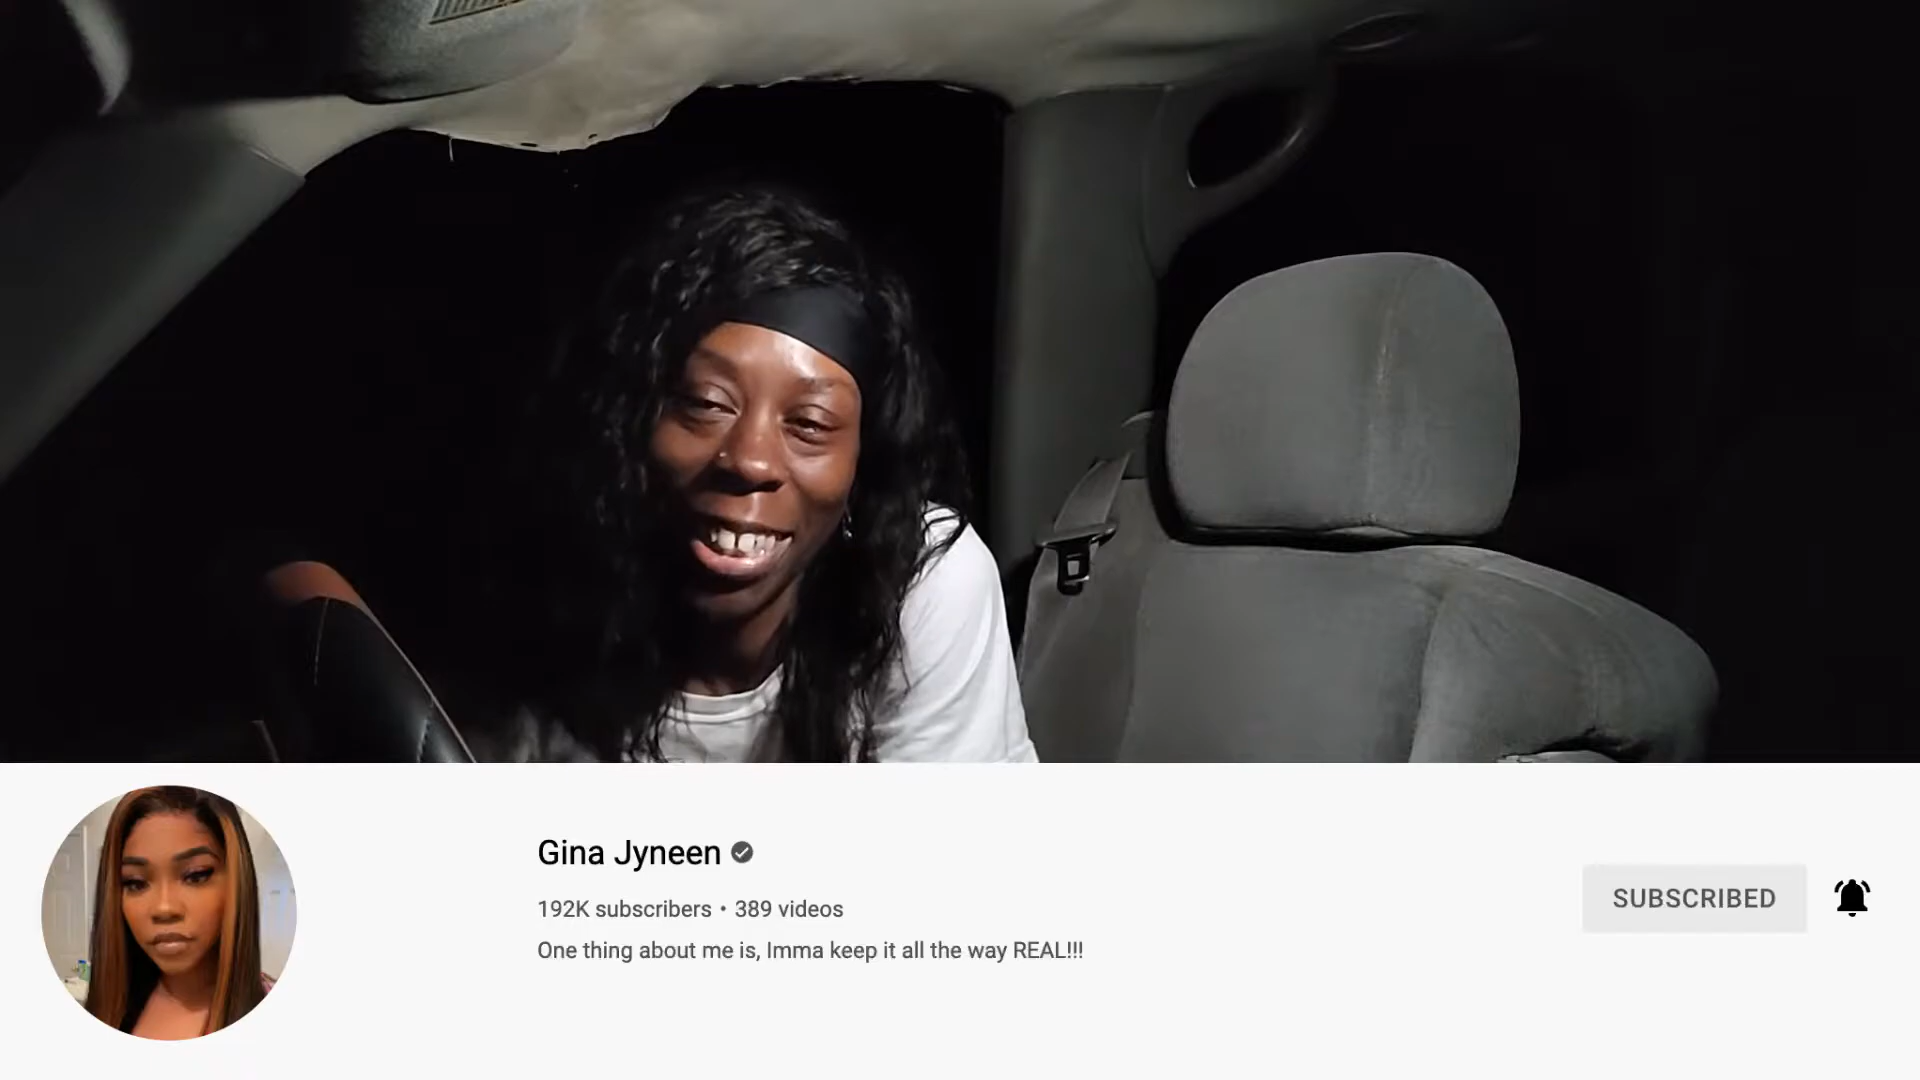 Gina Jyneen
192K subscribers • 389 videos
One thing about me is, Imma keep it all the way REAL!!!
SUBSCRIBED